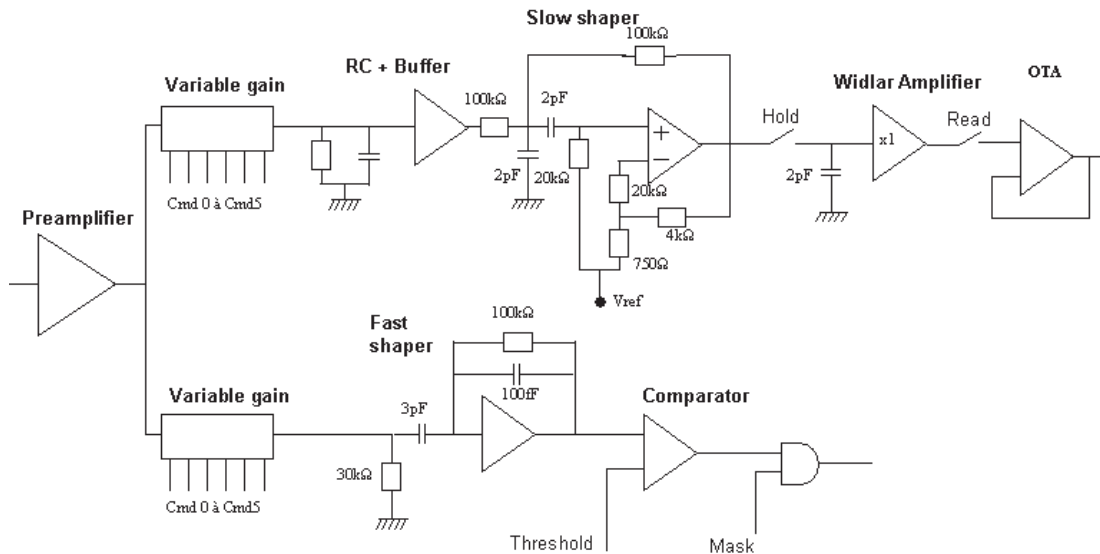 Slow shaper
100kΩ
Variable gain
RC + Buffer
100kΩ
2pF
Widlar Amplifier
OTA
Hold
Read
+
−
x1
2pF
20kΩ
20kΩ
2pF
Cmd 0 à Cmd5
4kΩ
750Ω
Preamplifier
Vref
100kΩ
Fast
shaper
100fF
Variable gain
3pF
Comparator
30kΩ
Cmd 0 à Cmd5
Threshold
Mask